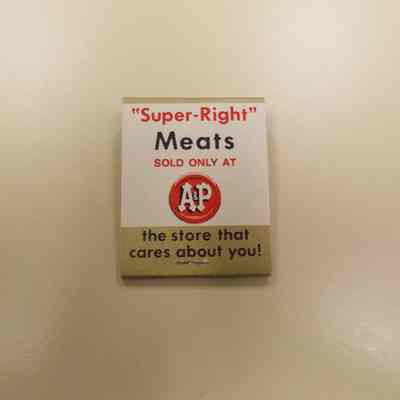 "Super-Right"
Meats
SOLD ONLY AT
A&P
the store that
cares about you!